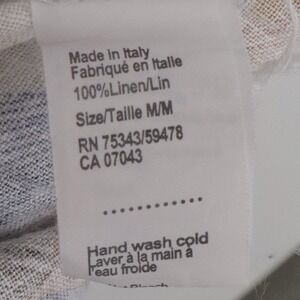 Made in Italy
Fabriqué en Italie
100%Linen/Lin
Size/Taille M/M
RN 75343/59478
CA 07043
............
Hand wash cold
Laver à la main à
l'eau froide